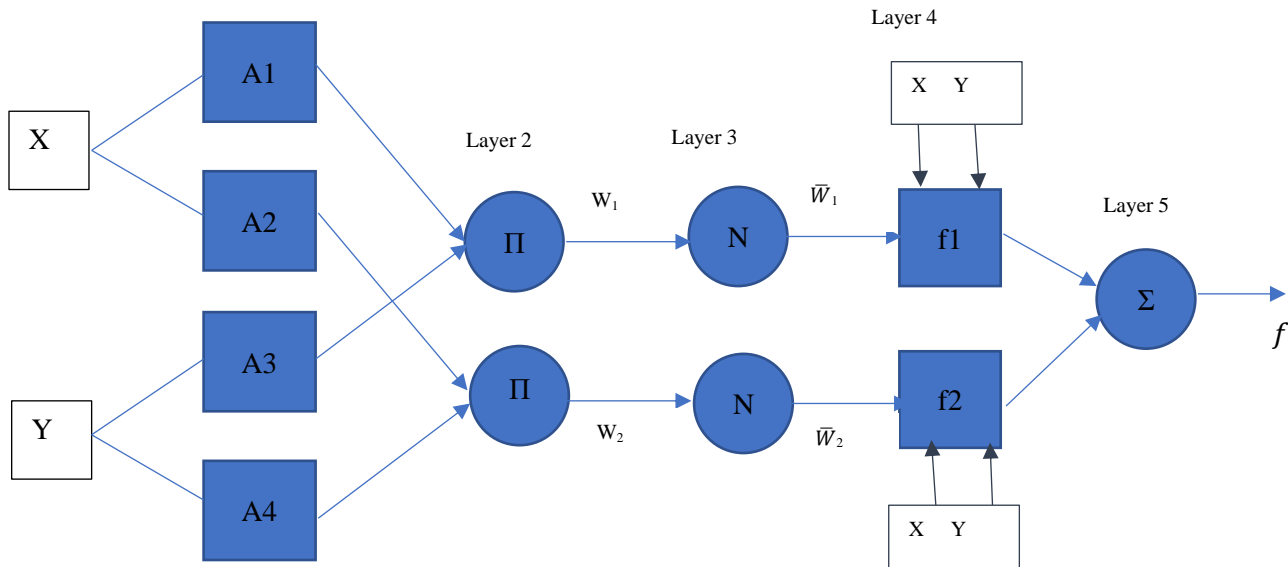 Layer 4
A1
X Y
X
Layer 2
Layer 3
W₁
W̅₁
Layer 5
A2
Π
N
f1
Σ
f
A3
Π
N
f2
Y
W₂
W̅₂
A4
X Y